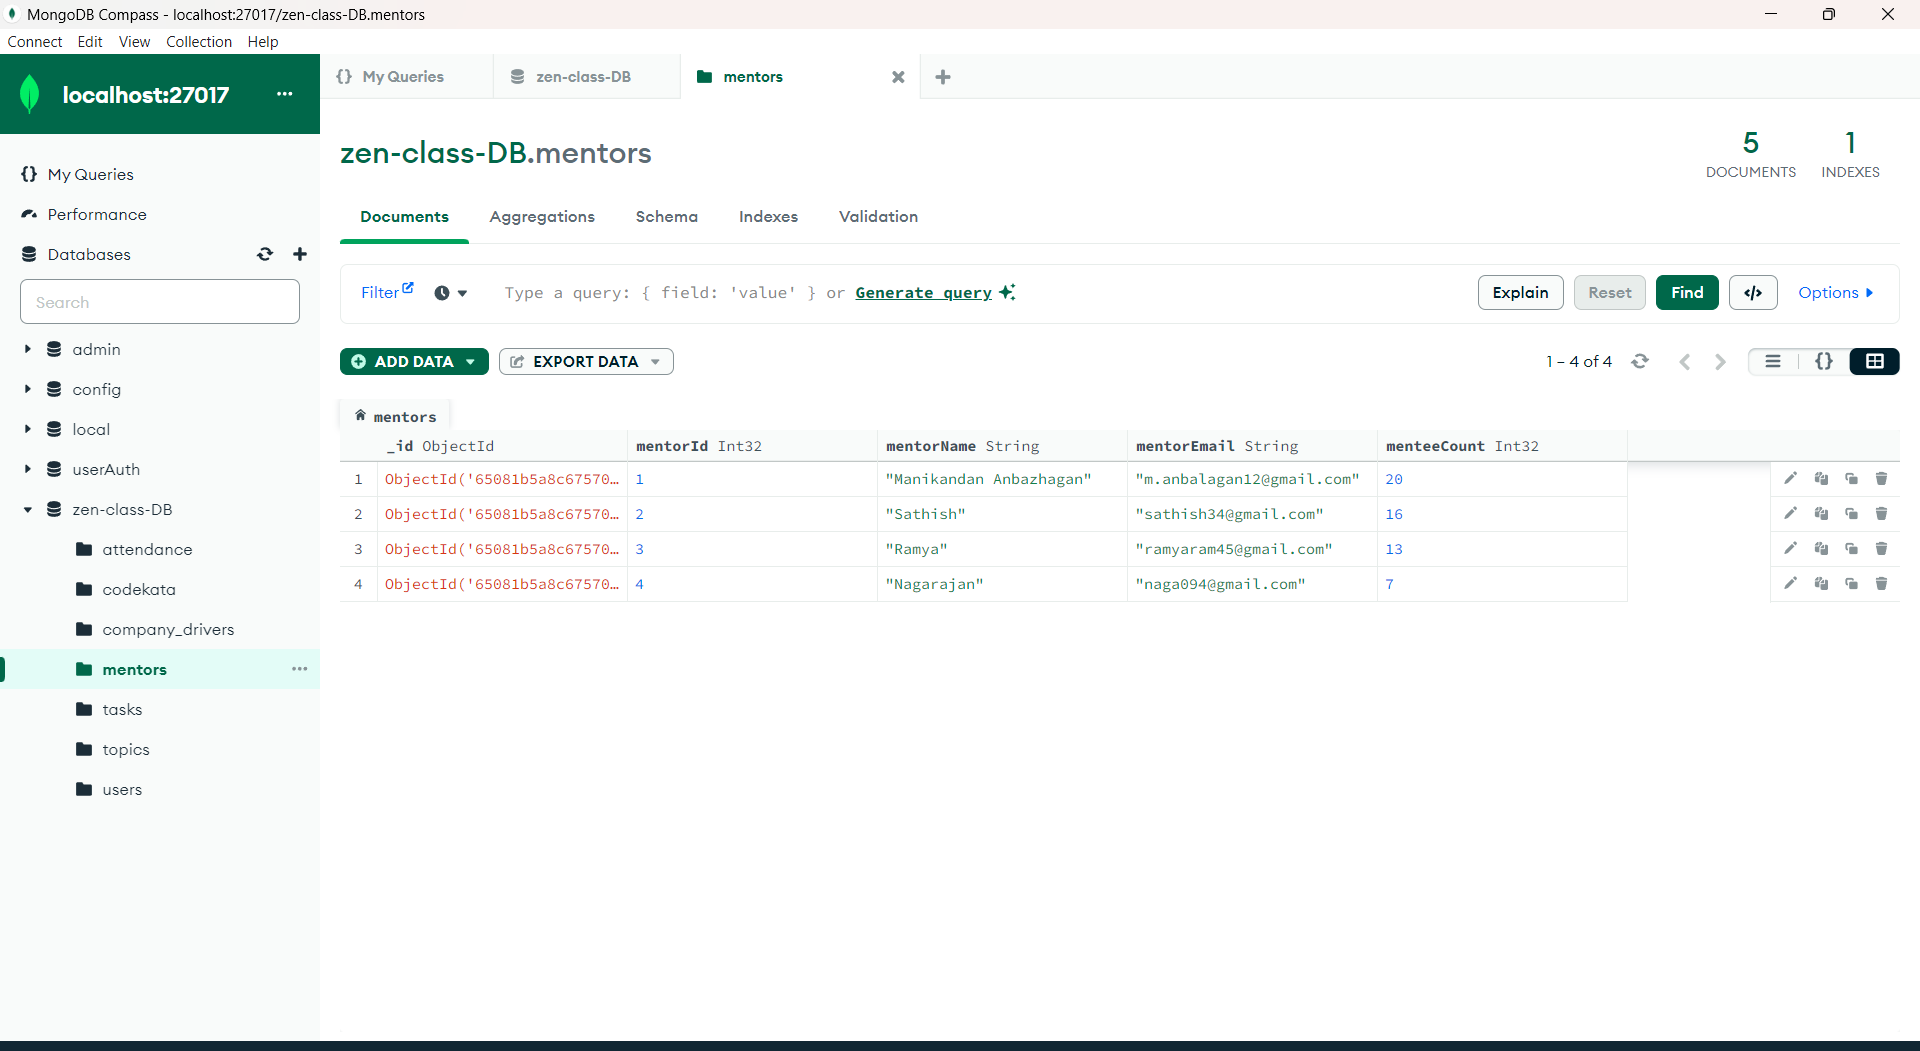 MongoDB Compass - localhost:27017/zen-class-DB.mentors
Connect Edit View Collection Help
localhost:27017 ...
{} My Queries
Performance
Databases
Search
admin
config
local
userAuth
zen-class-DB
attendance
codekata
company_drivers
mentors ...
tasks
topics
users
{} My Queries
zen-class-DB
mentors
zen-class-DB.mentors
5 DOCUMENTS
1 INDEXES
Documents Aggregations Schema Indexes Validation
Filter Type a query: { field: 'value' } or Generate query Explain Reset Find </> Options
ADD DATA EXPORT DATA 1 – 4 of 4 {}
mentors
_id ObjectId mentorId Int32 mentorName String mentorEmail String menteeCount Int32
1 ObjectId('65081b5a8c67570… 1 "Manikandan Anbazhagan" "m.anbalagan12@gmail.com" 20
2 ObjectId('65081b5a8c67570… 2 "Sathish" "sathish34@gmail.com" 16
3 ObjectId('65081b5a8c67570… 3 "Ramya" "ramyaram45@gmail.com" 13
4 ObjectId('65081b5a8c67570… 4 "Nagarajan" "naga094@gmail.com" 7